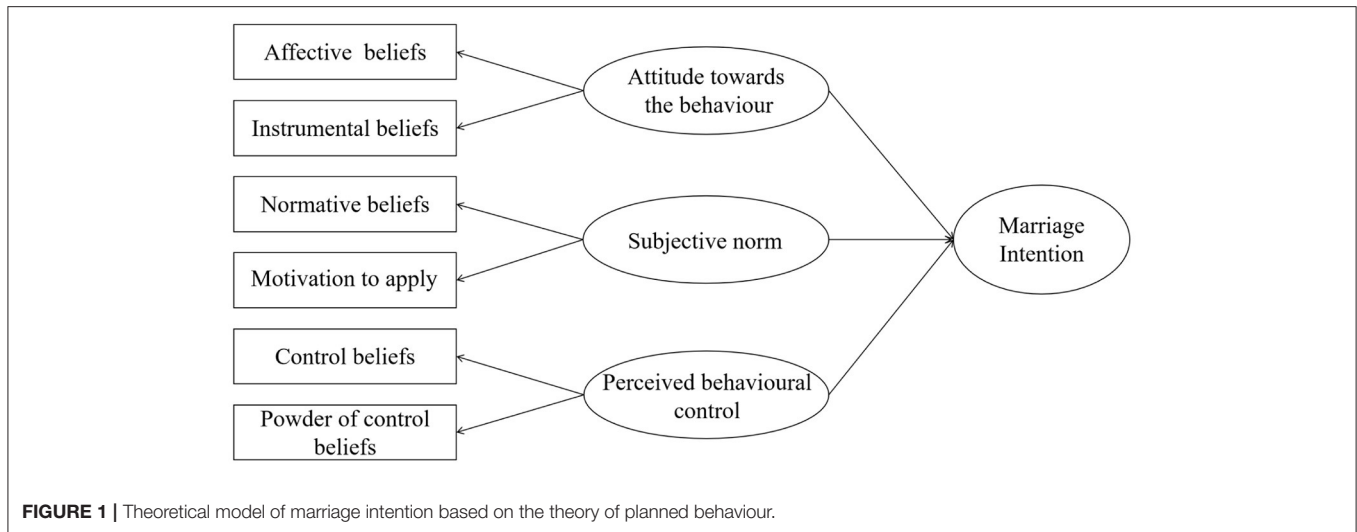 Affective beliefs
Instrumental beliefs
Normative beliefs
Motivation to apply
Control beliefs
Powder of control
beliefs
Attitude towards
the behaviour
Subjective norm
Perceived behavioural
control
Marriage
Intention
FIGURE 1 | Theoretical model of marriage intention based on the theory of planned behaviour.